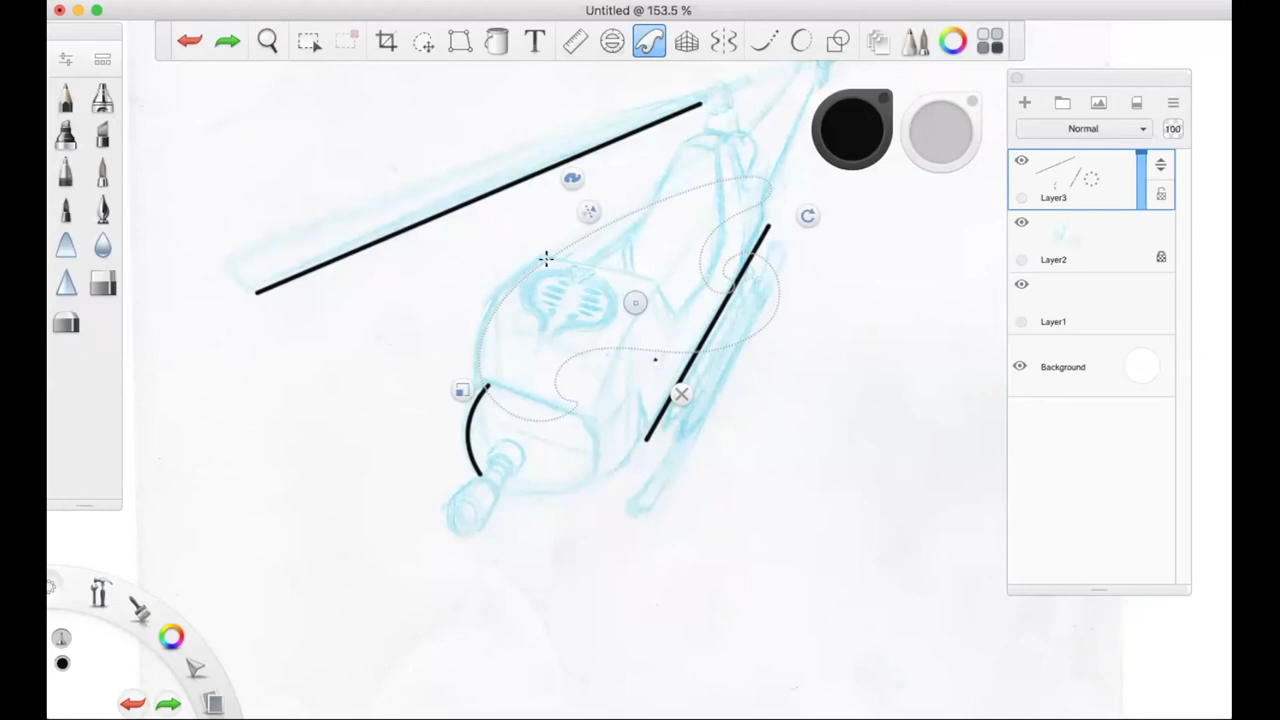 Untitled @ 153.5 %
T
Normal
100
Layer3
Layer2
Layer1
Background